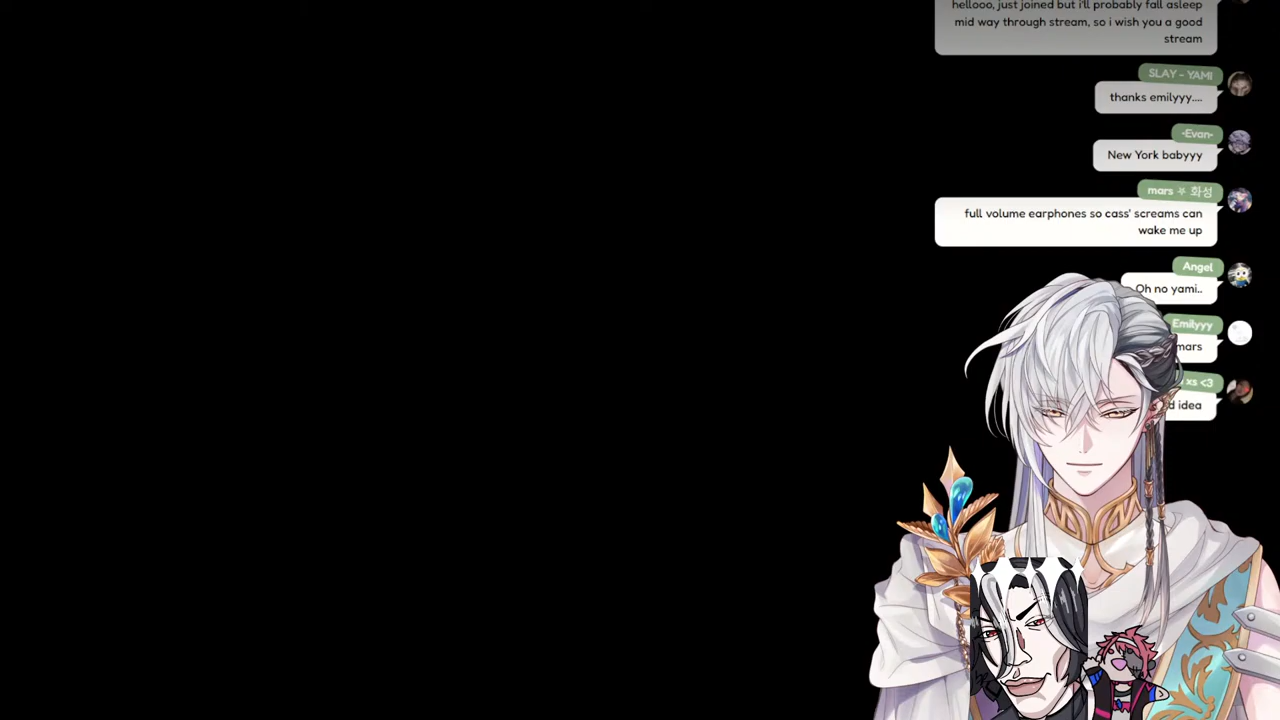 hellooo, just joined but i'll probably fall asleep
mid way through stream, so i wish you a good
stream
SLAY - YAMI
thanks emilyyy....
-Evan-
New York babyyy
mars ⛧ 화성
full volume earphones so cass' screams can
wake me up
Angel
Oh no yami..
Emilyyy
mars
xs <3
d idea